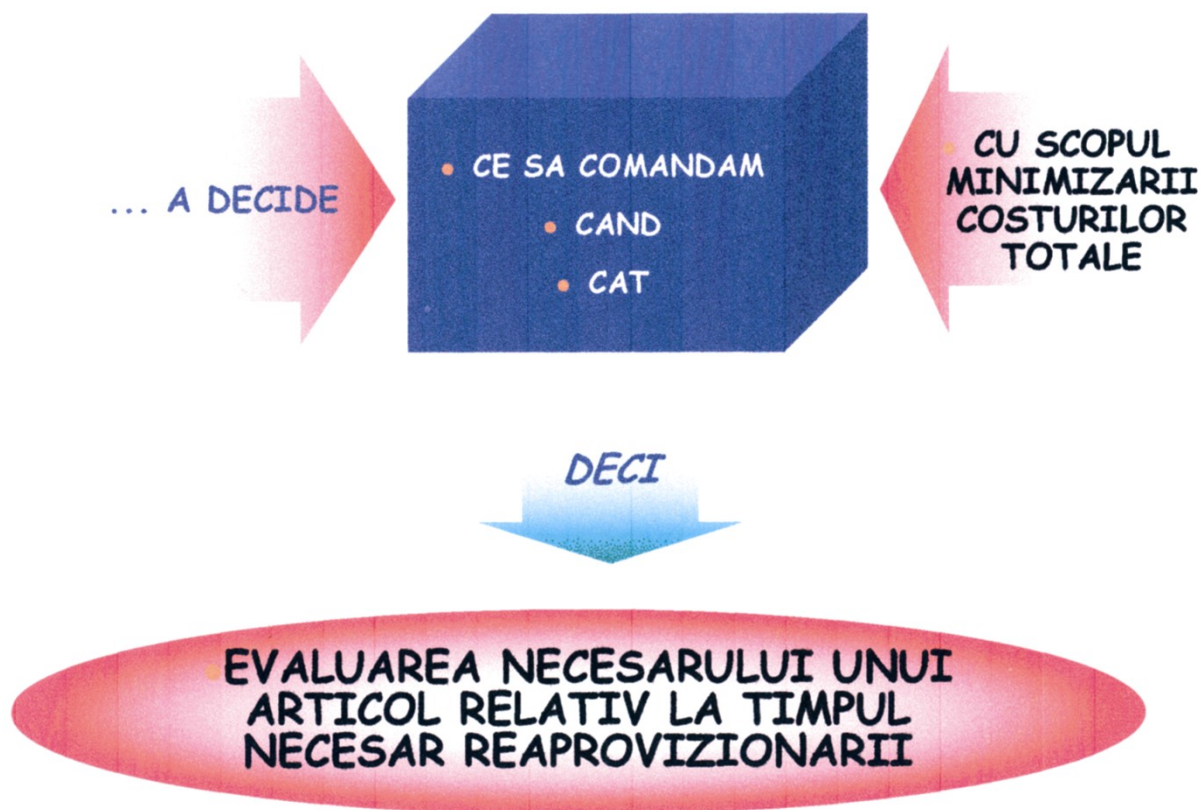 ... A DECIDE
• CE SA COMANDAM
• CAND
• CAT
• CU SCOPUL
MINIMIZARII
COSTURILOR
TOTALE
DECI
• EVALUAREA NECESARULUI UNUI
ARTICOL RELATIV LA TIMPUL
NECESAR REAPROVIZIONARII